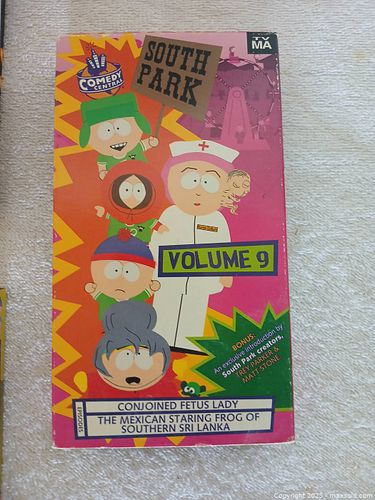 TV
MA
COMEDY
CENTRAL
SOUTH
PARK
VOLUME 9
BONUS:
An exclusive introduction by
South Park creators,
TREY PARKER &
MATT STONE
CONJOINED FETUS LADY
THE MEXICAN STARING FROG OF
SOUTHERN SRI LANKA
Copyright 2025 - maxsold.com